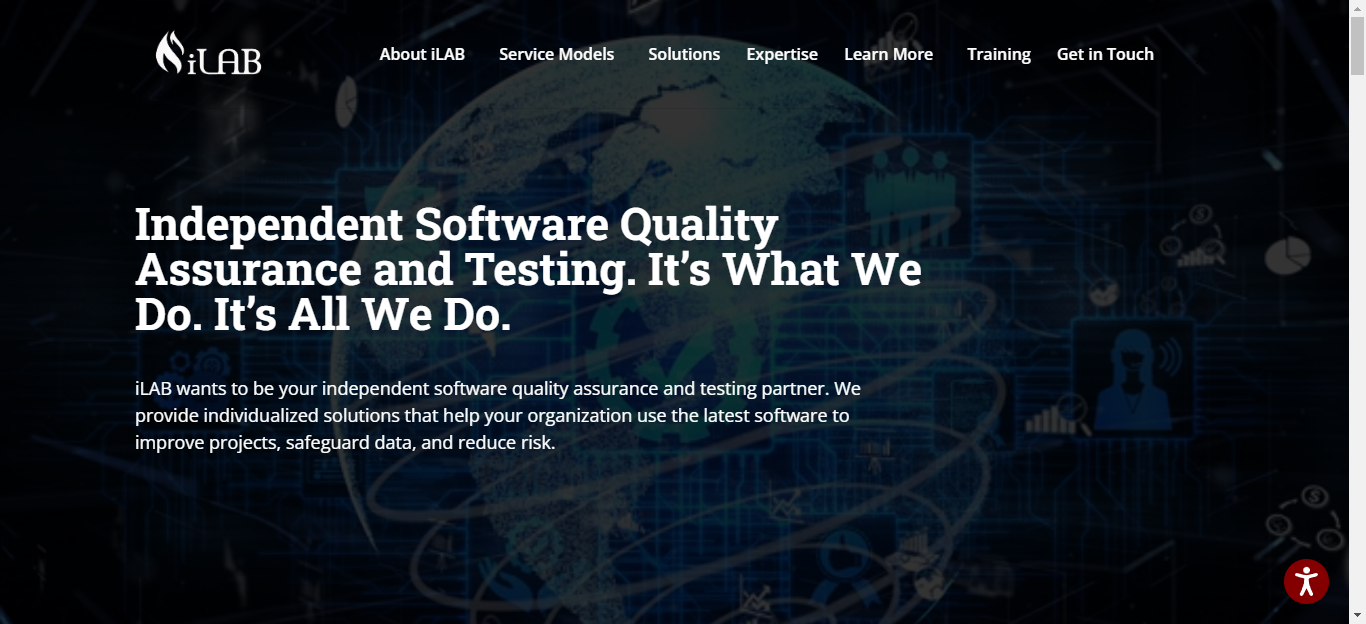 iLAB
About iLAB Service Models Solutions Expertise Learn More Training Get in Touch
Independent Software Quality
Assurance and Testing. It’s What We
Do. It’s All We Do.
iLAB wants to be your independent software quality assurance and testing partner. We
provide individualized solutions that help your organization use the latest software to
improve projects, safeguard data, and reduce risk.